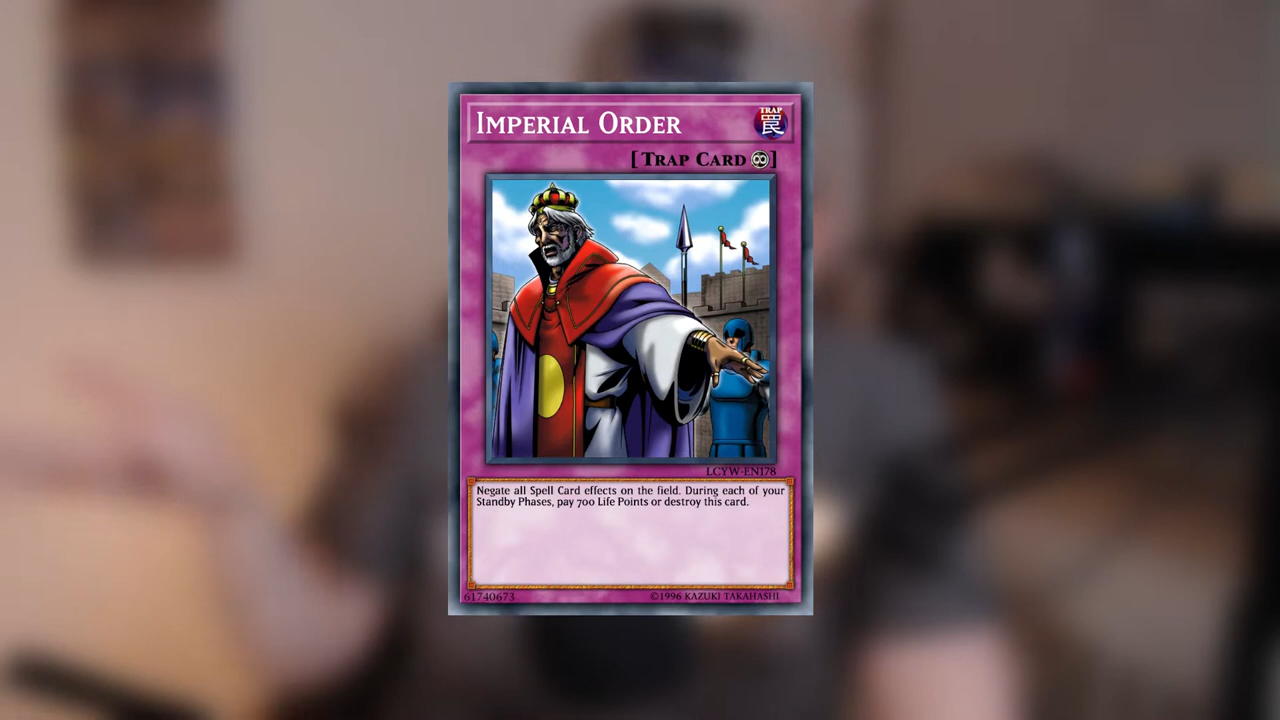 IMPERIAL ORDER
TRAP
罠
[TRAP CARD]
LCYW-EN178
Negate all Spell Card effects on the field. During each of your
Standby Phases, pay 700 Life Points or destroy this card.
61740673
©1996 KAZUKI TAKAHASHI